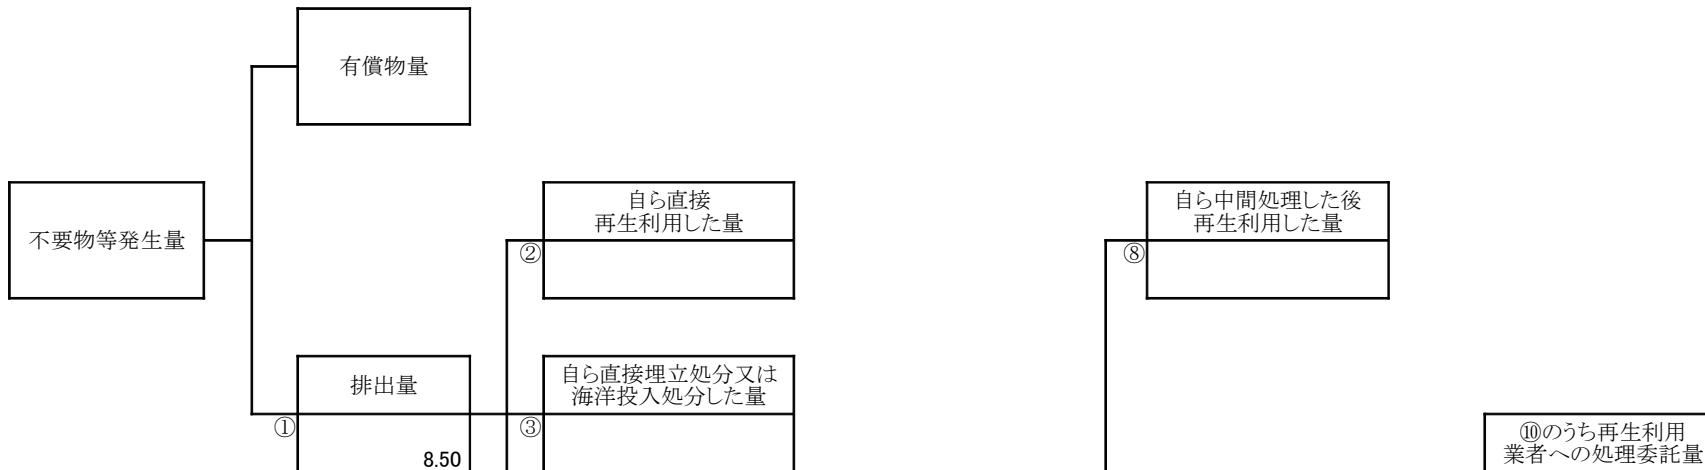 有償物量
不要物等発生量
自ら直接
再生利用した量
②
自ら中間処理した後
再生利用した量
⑧
排出量
①
8.50
自ら直接埋立処分又は
海洋投入処分した量
③
⑩のうち再生利用
業者への処理委託量